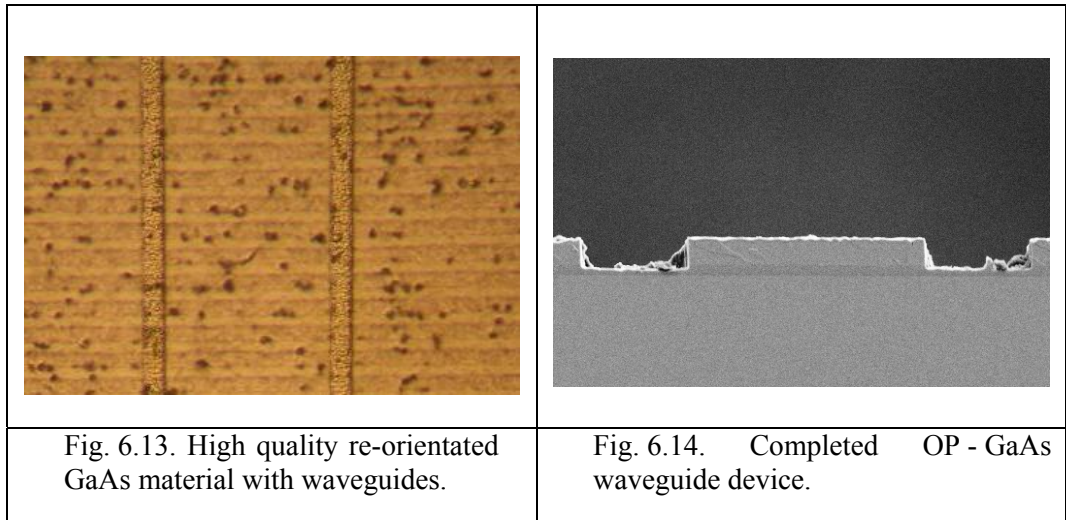 Fig. 6.13. High quality re-orientated
GaAs material with waveguides.
Fig. 6.14. Completed OP - GaAs
waveguide device.